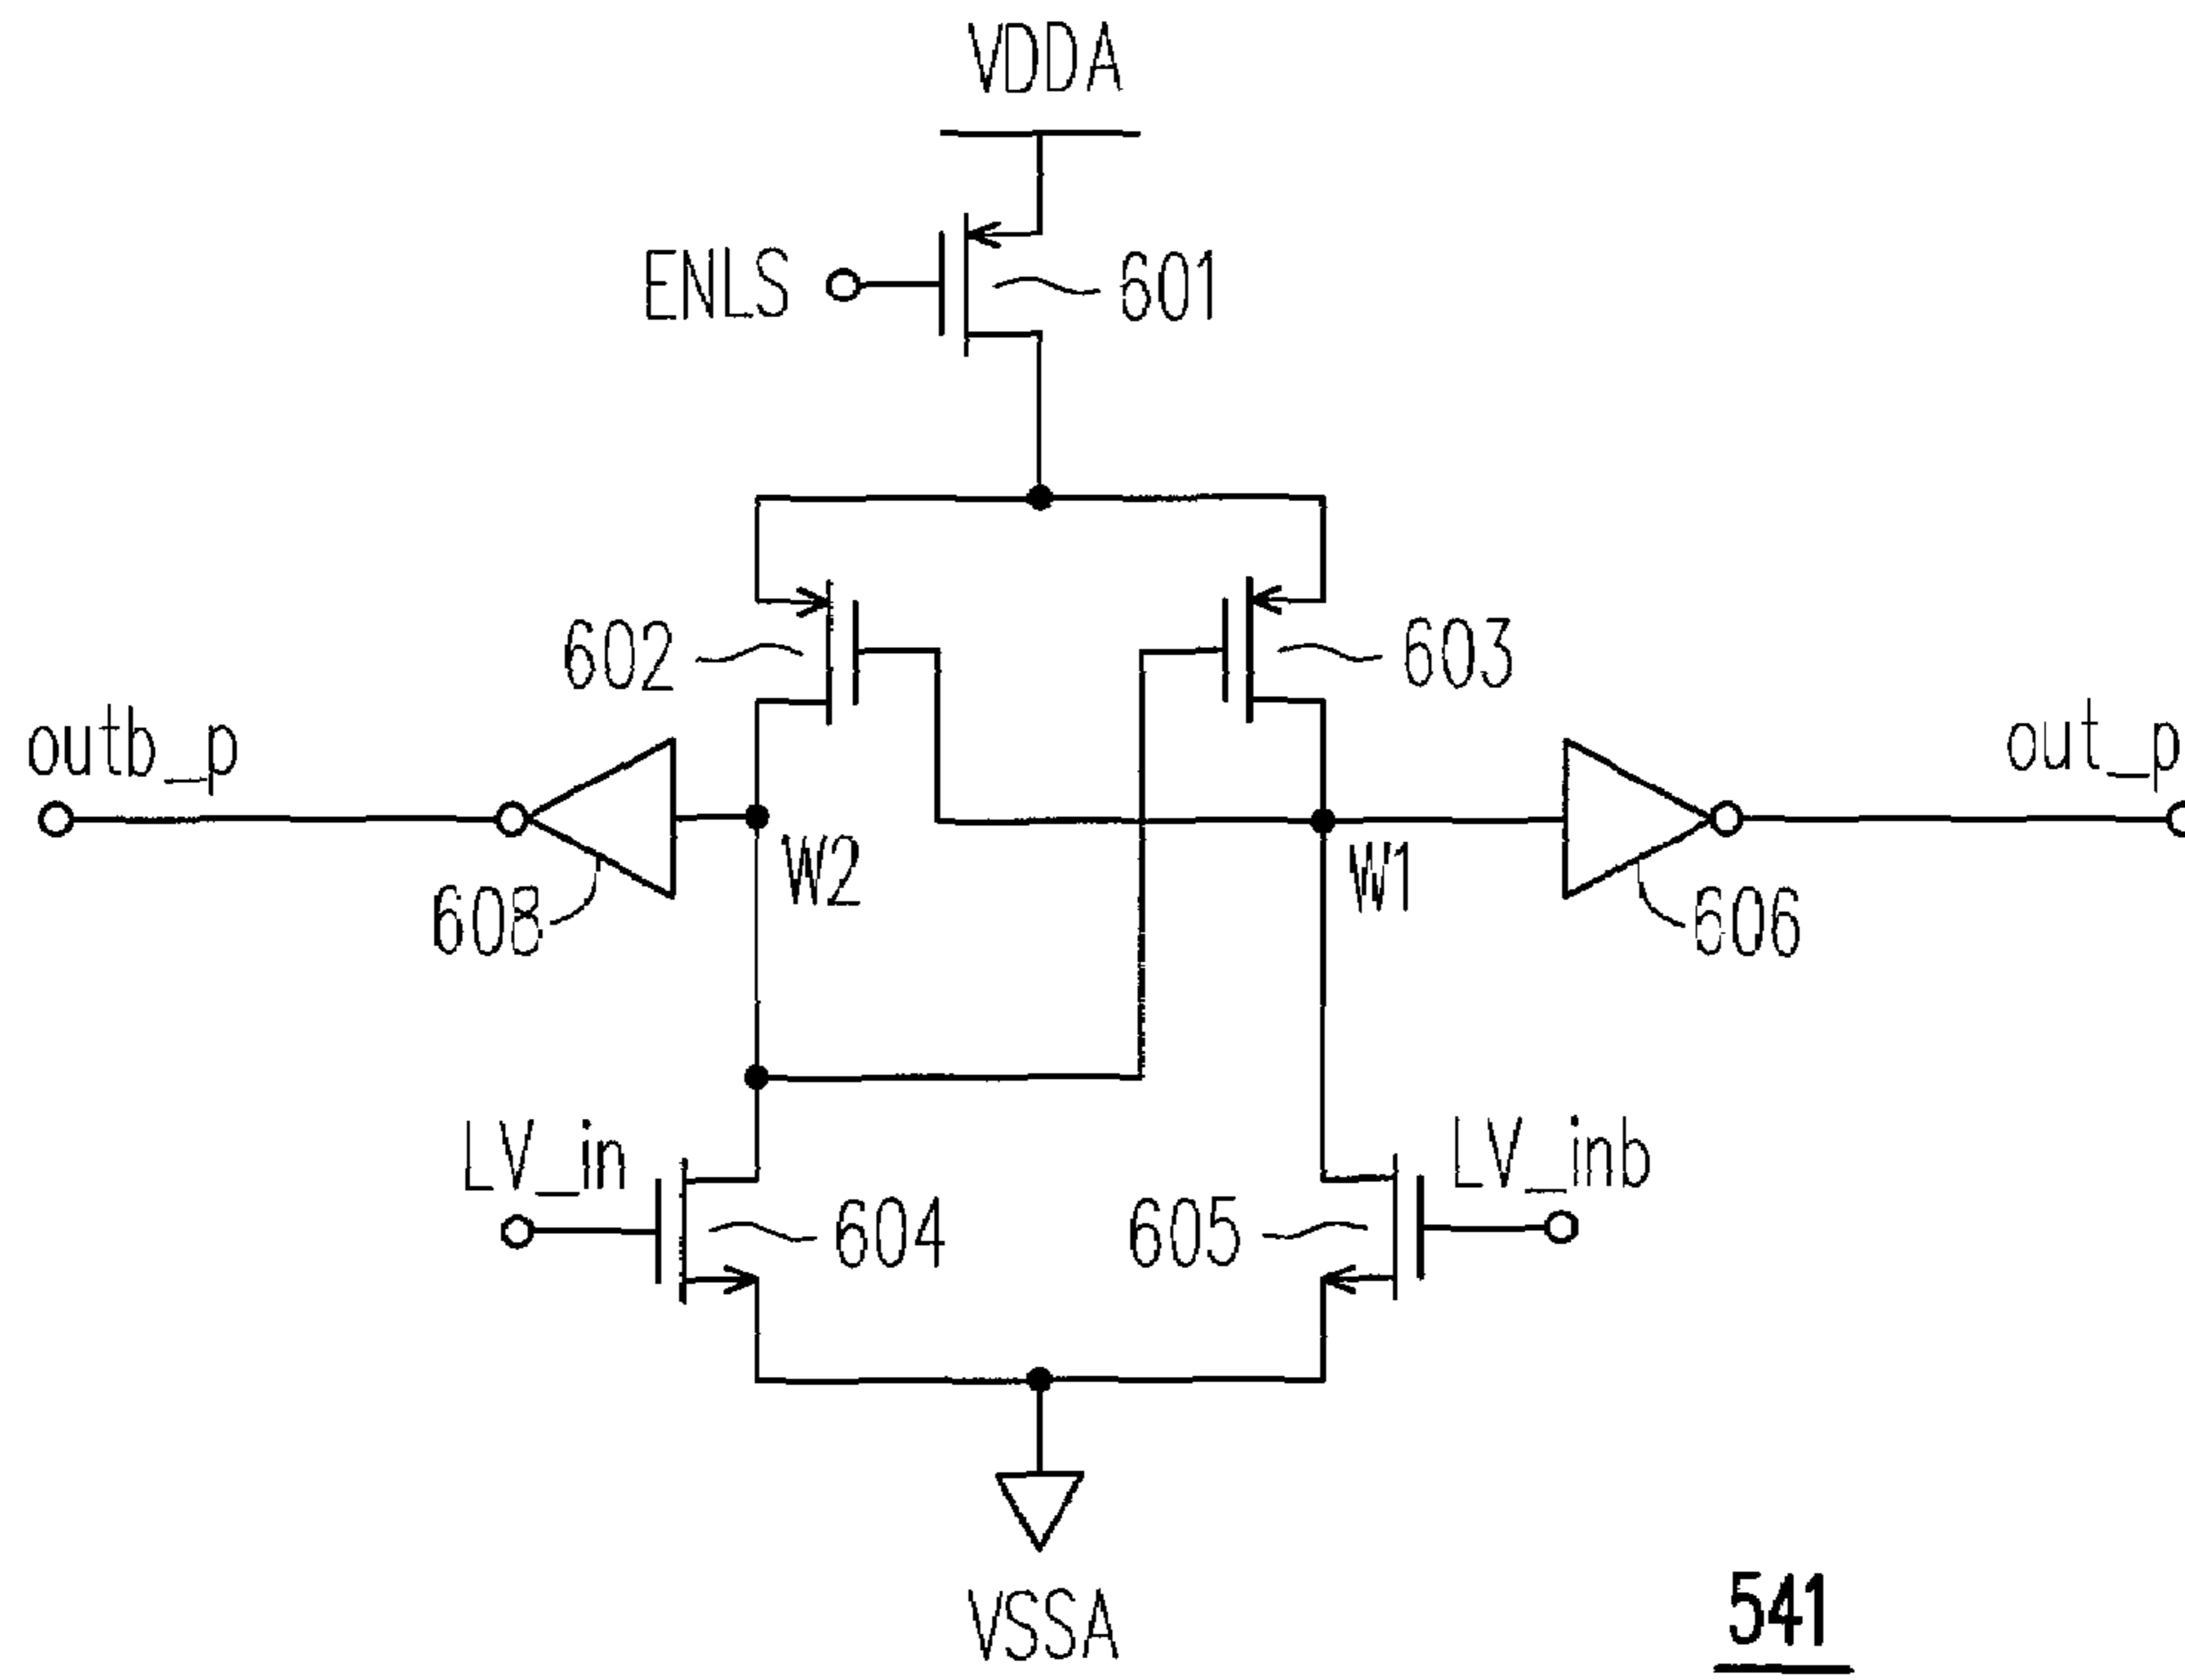 VDDA
ENLS
601
602
603
outb_p
out_p
W2
W1
608
606
LV_in
LV_inb
604
605
VSSA
541